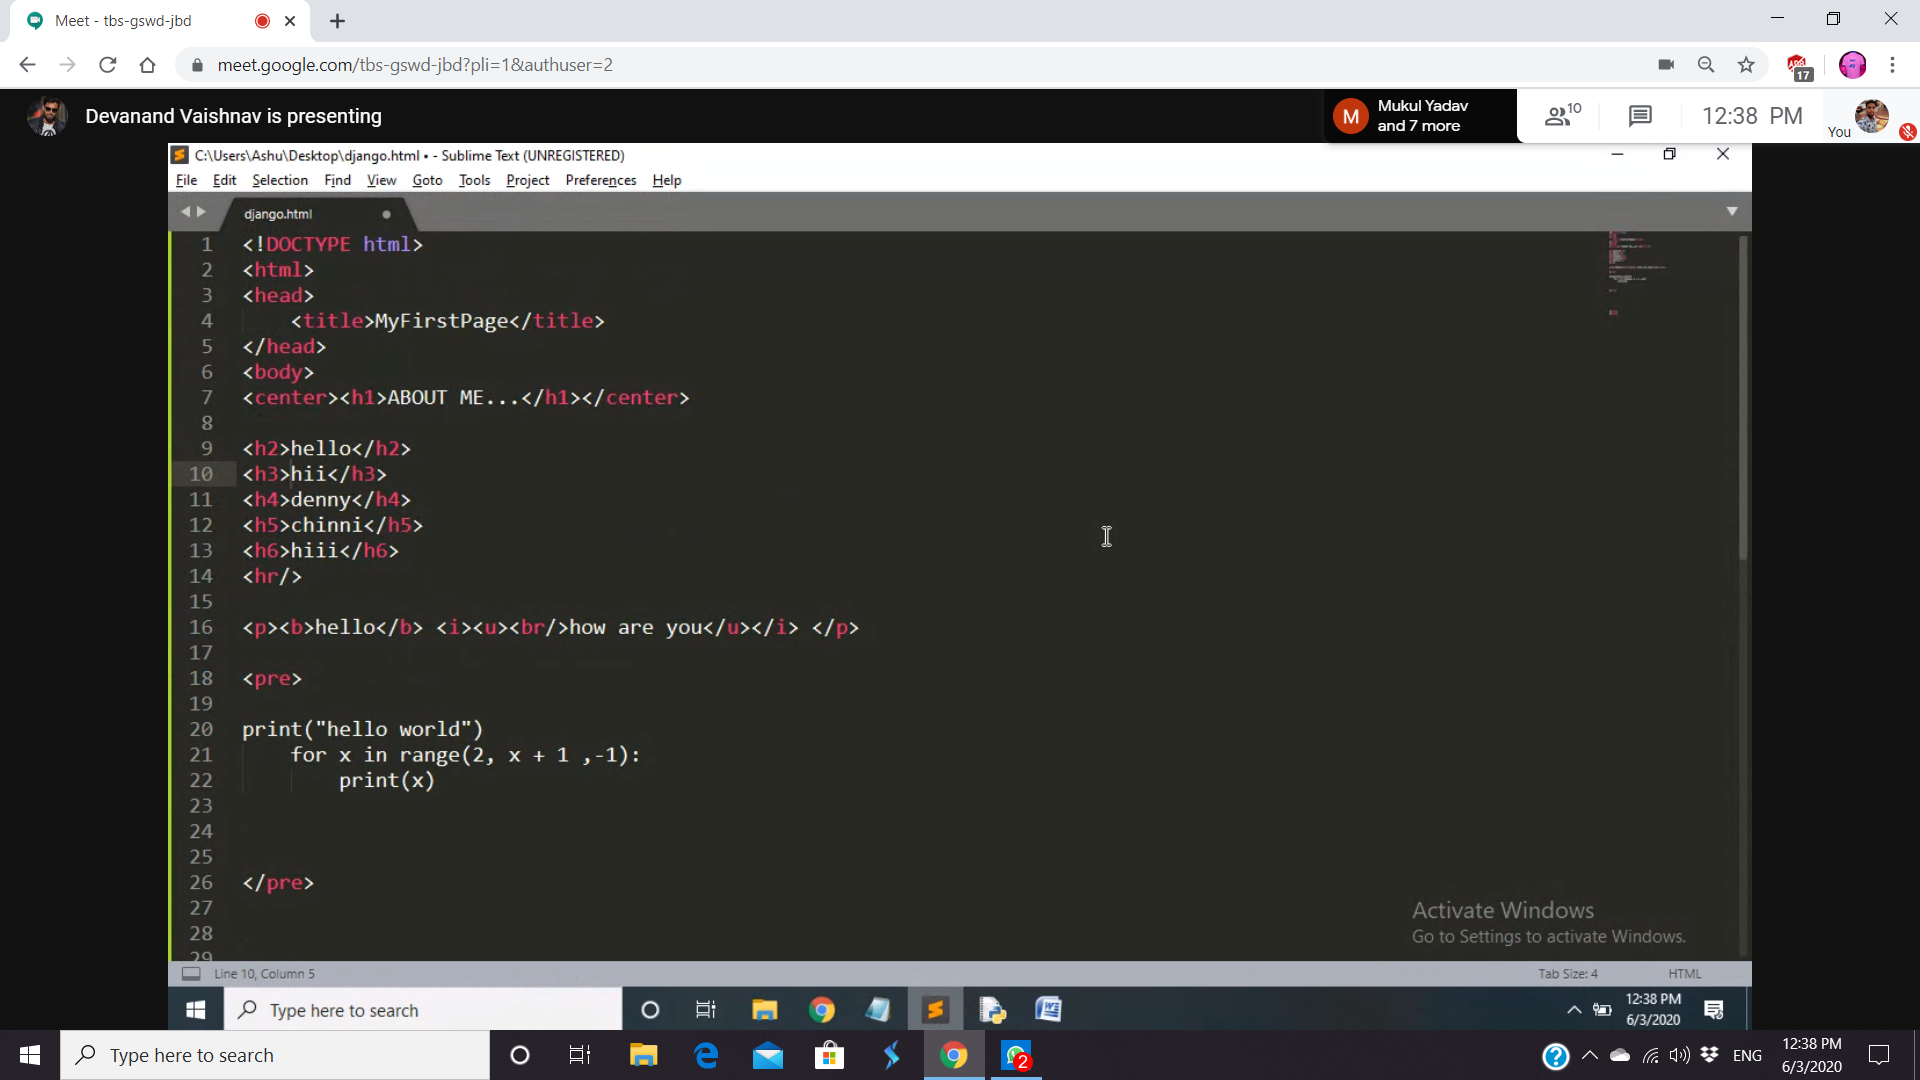 Meet - tbs-gswd-jbd
meet.google.com/tbs-gswd-jbd?pli=1&authuser=2
17
Devanand Vaishnav is presenting
M
Mukul Yadav
and 7 more
10
12:38 PM
You
C:\Users\Ashu\Desktop\django.html • - Sublime Text (UNREGISTERED)
File Edit Selection Find View Goto Tools Project Preferences Help
django.html
1 <!DOCTYPE html>
2 <html>
3 <head>
4     <title>MyFirstPage</title>
5 </head>
6 <body>
7 <center><h1>ABOUT ME...</h1></center>
8
9 <h2>hello</h2>
10 <h3>hii</h3>
11 <h4>denny</h4>
12 <h5>chinni</h5>
13 <h6>hiii</h6>
14 <hr/>
15
16 <p><b>hello</b> <i><u><br/>how are you</u></i> </p>
17
18 <pre>
19
20 print("hello world")
21     for x in range(2, x + 1 ,-1):
22         print(x)
23
24
25
26 </pre>
27
28
29
Activate Windows
Go to Settings to activate Windows.
Line 10, Column 5
Tab Size: 4
HTML
Type here to search
12:38 PM
6/3/2020
Type here to search
2
ENG
12:38 PM
6/3/2020